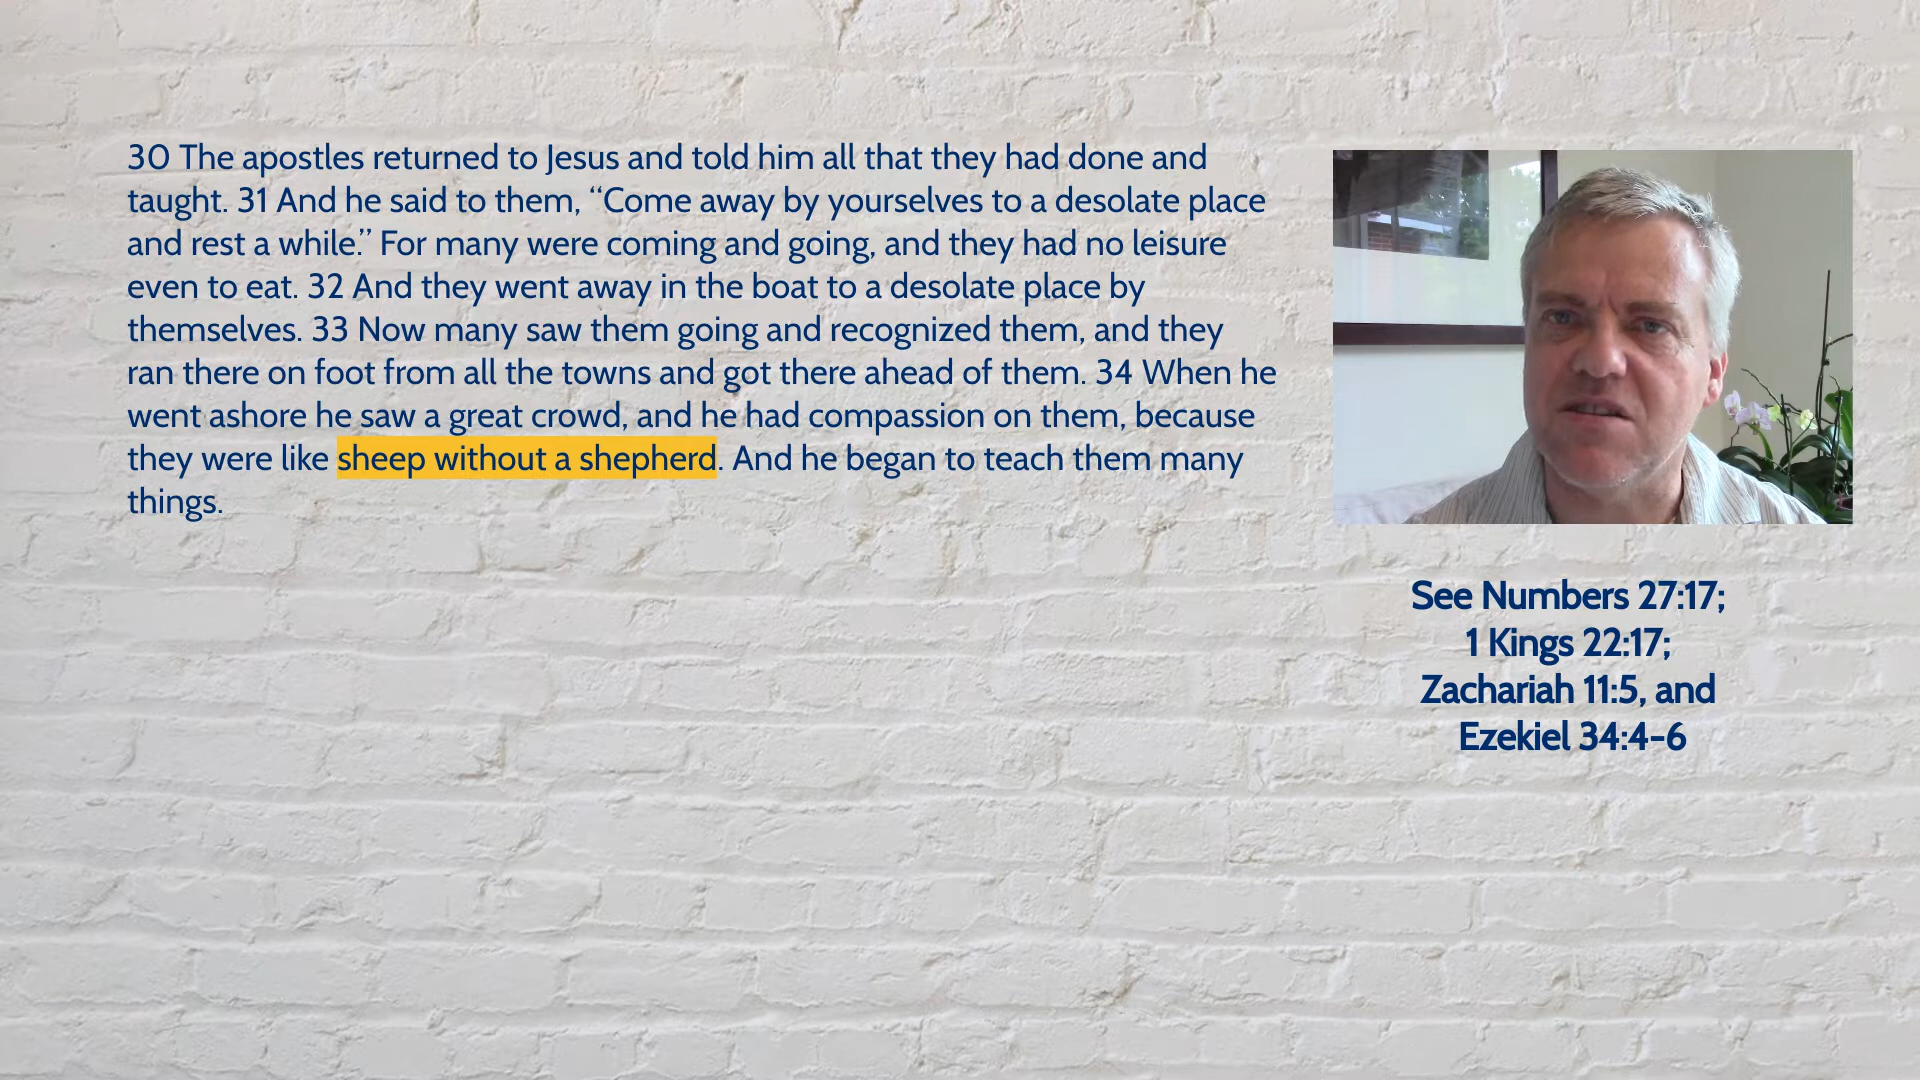 30 The apostles returned to Jesus and told him all that they had done and
taught. 31 And he said to them, “Come away by yourselves to a desolate place
and rest a while.” For many were coming and going, and they had no leisure
even to eat. 32 And they went away in the boat to a desolate place by
themselves. 33 Now many saw them going and recognized them, and they
ran there on foot from all the towns and got there ahead of them. 34 When he
went ashore he saw a great crowd, and he had compassion on them, because
they were like sheep without a shepherd. And he began to teach them many
things.
See Numbers 27:17;
1 Kings 22:17;
Zachariah 11:5, and
Ezekiel 34:4-6